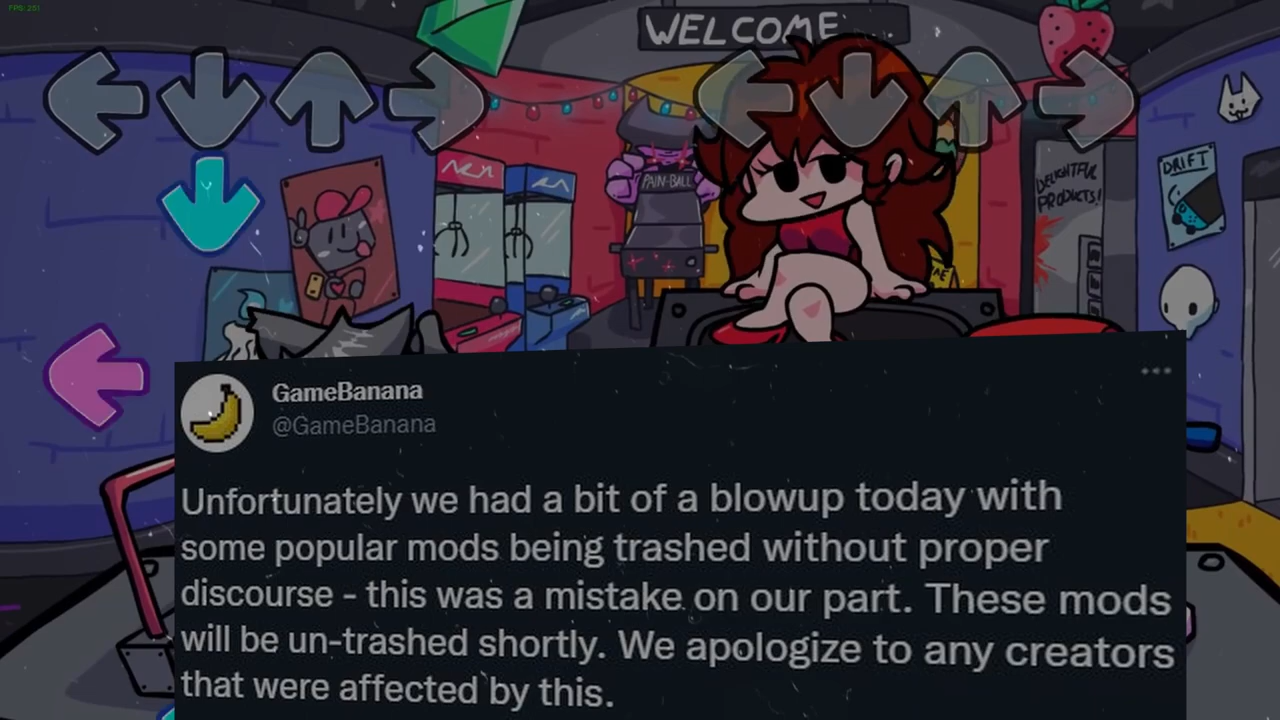 FPS: 251
WELCOME
PAIN-BALL
DELIGHTFUL
PRODUCTS!
DRIFT
GameBanana
@GameBanana
Unfortunately we had a bit of a blowup today with
some popular mods being trashed without proper
discourse - this was a mistake on our part. These mods
will be un-trashed shortly. We apologize to any creators
that were affected by this.